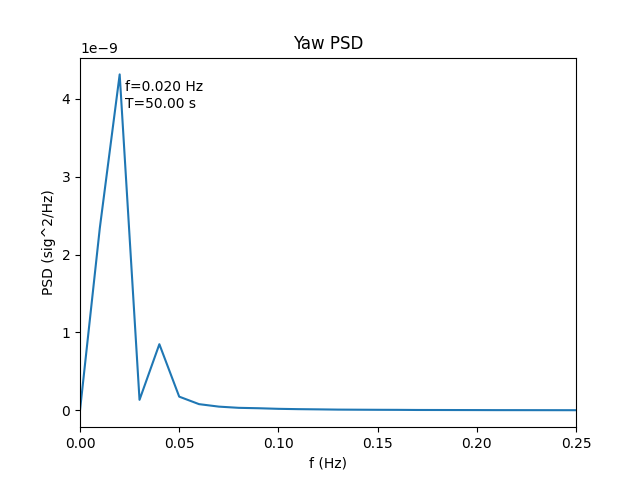 Yaw PSD
1e−9
f=0.020 Hz
T=50.00 s
4
3
2
1
0
PSD (sig^2/Hz)
0.00 0.05 0.10 0.15 0.20 0.25
f (Hz)